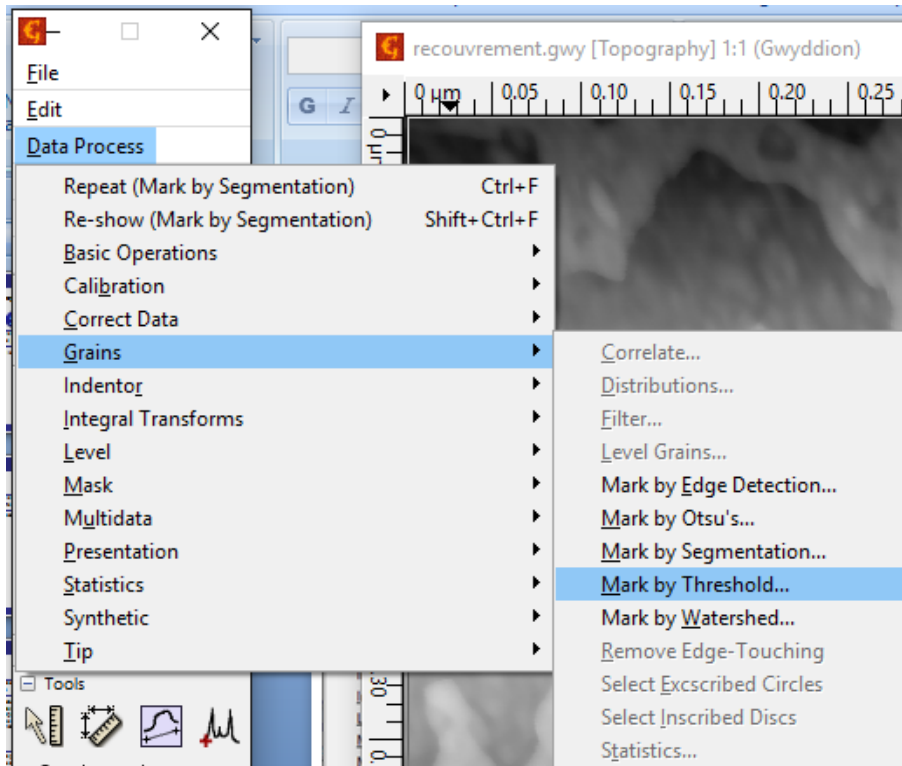 recouvrement.gwy [Topography] 1:1 (Gwyddion)
File
Edit
G I
0 μm 0.05 0.10 0.15 0.20 0.25
Data Process
Repeat (Mark by Segmentation) Ctrl+F
Re-show (Mark by Segmentation) Shift+Ctrl+F
Basic Operations
Calibration
Correct Data
Grains
Indentor
Integral Transforms
Level
Mask
Multidata
Presentation
Statistics
Synthetic
Tip
Correlate...
Distributions...
Filter...
Level Grains...
Mark by Edge Detection...
Mark by Otsu's...
Mark by Segmentation...
Mark by Threshold...
Mark by Watershed...
Remove Edge-Touching
Select Excscribed Circles
Select Inscribed Discs
Statistics...
Tools